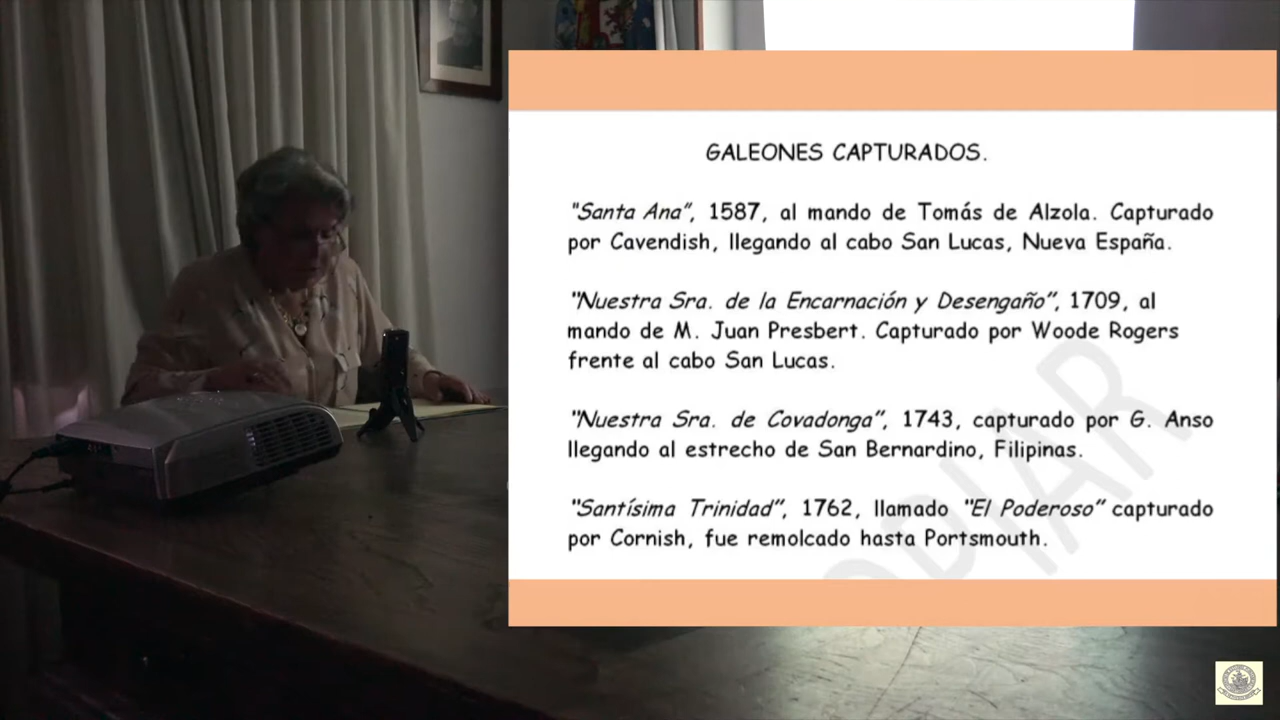 GALEONES CAPTURADOS.
"Santa Ana", 1587, al mando de Tomás de Alzola. Capturado
por Cavendish, llegando al cabo San Lucas, Nueva España.
"Nuestra Sra. de la Encarnación y Desengaño", 1709, al
mando de M. Juan Presbert. Capturado por Woode Rogers
frente al cabo San Lucas.
"Nuestra Sra. de Covadonga", 1743, capturado por G. Anso
llegando al estrecho de San Bernardino, Filipinas.
"Santísima Trinidad", 1762, llamado "El Poderoso" capturado
por Cornish, fue remolcado hasta Portsmouth.